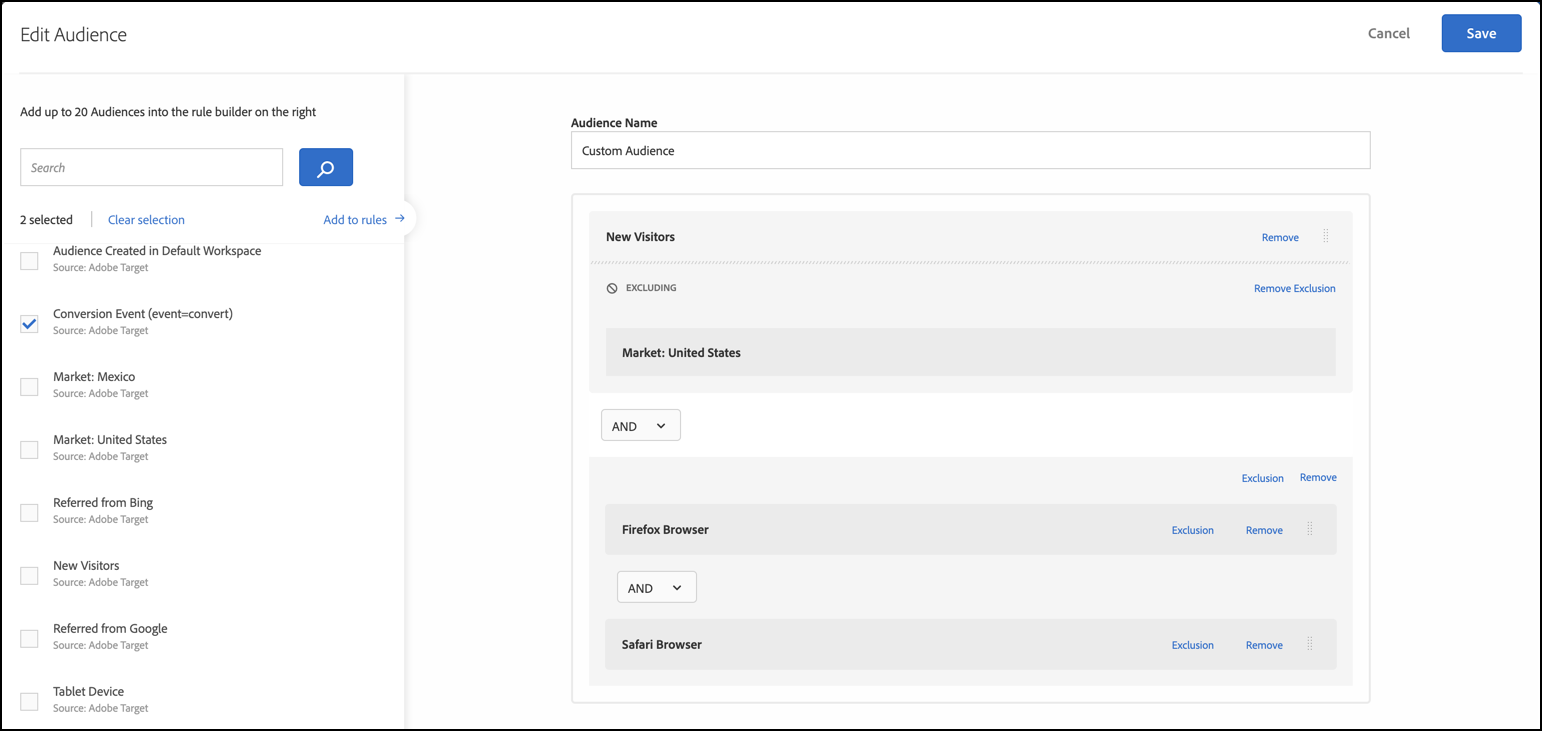 Edit Audience
Cancel
Save
Add up to 20 Audiences into the rule builder on the right
Search
2 selected
Clear selection
Add to rules
Audience Created in Default Workspace
Source: Adobe Target
Conversion Event (event=convert)
Source: Adobe Target
Market: Mexico
Source: Adobe Target
Market: United States
Source: Adobe Target
Referred from Bing
Source: Adobe Target
New Visitors
Source: Adobe Target
Referred from Google
Source: Adobe Target
Tablet Device
Source: Adobe Target
Audience Name
Custom Audience
New Visitors
Remove
EXCLUDING
Remove Exclusion
Market: United States
AND
Exclusion
Remove
Firefox Browser
Exclusion
Remove
AND
Safari Browser
Exclusion
Remove